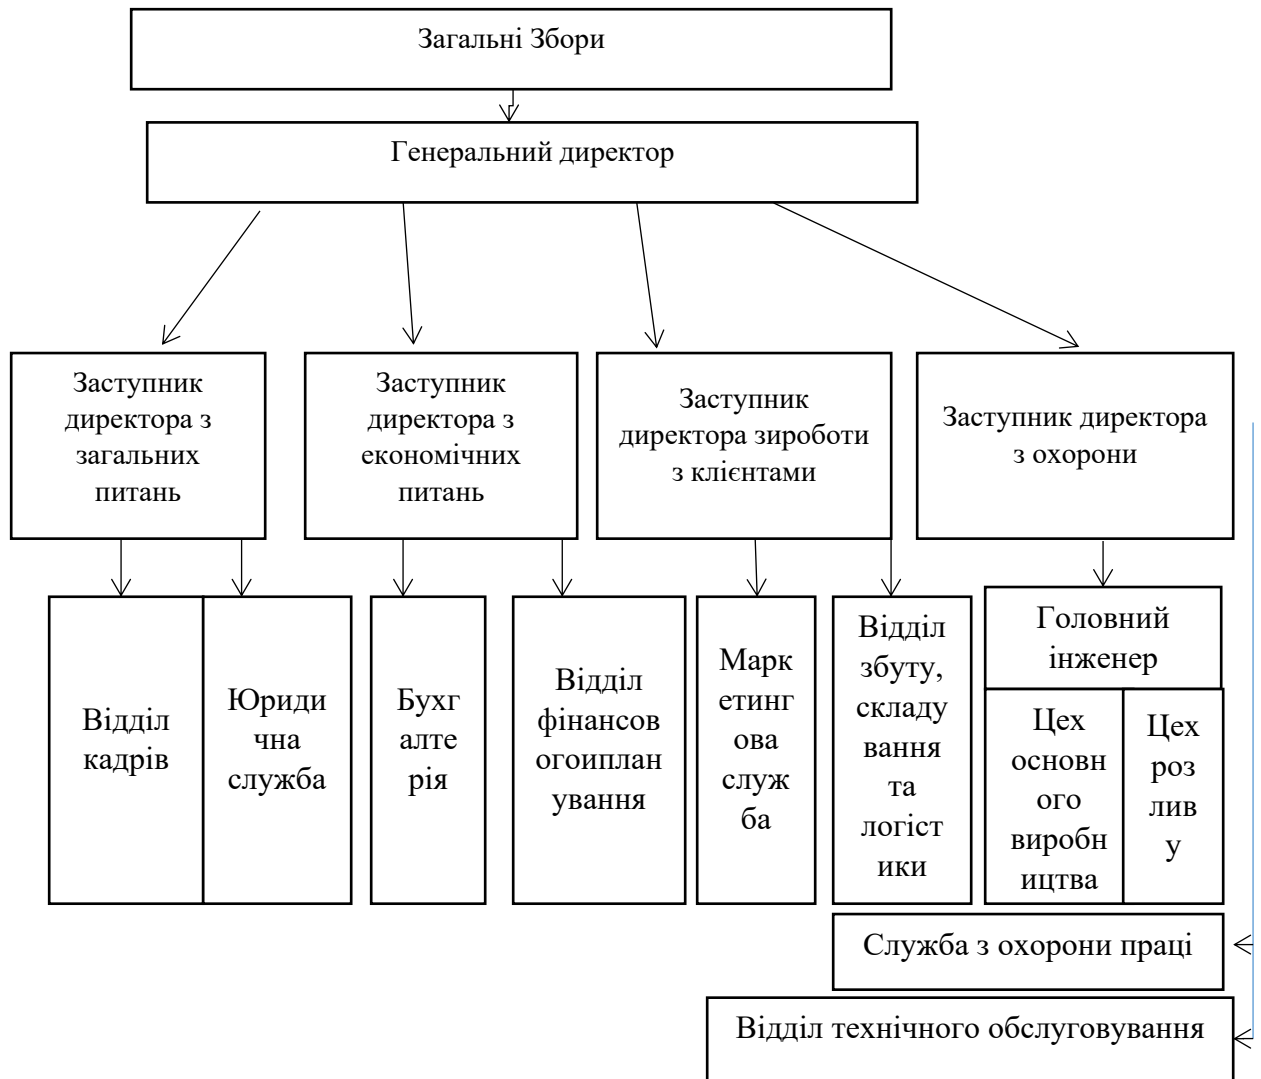 Загальні Збори
Генеральний директор
Заступник
директора з
загальних
питань
Заступник
директора з
економічних
питань
Заступник
директора зироботи
з клієнтами
Заступник директора
з охорони
Відділ
кадрів
Юриди
чна
служба
Бухг
алте
рія
Відділ
фінансов
огоиплан
ування
Марк
етинг
ова
служ
ба
Відділ
збуту,
складу
вання
та
логіст
ики
Головний
інженер
Цех
основн
ого
виробн
ицтва
Цех
роз
лив
у
Служба з охорони праці
Відділ технічного обслуговування